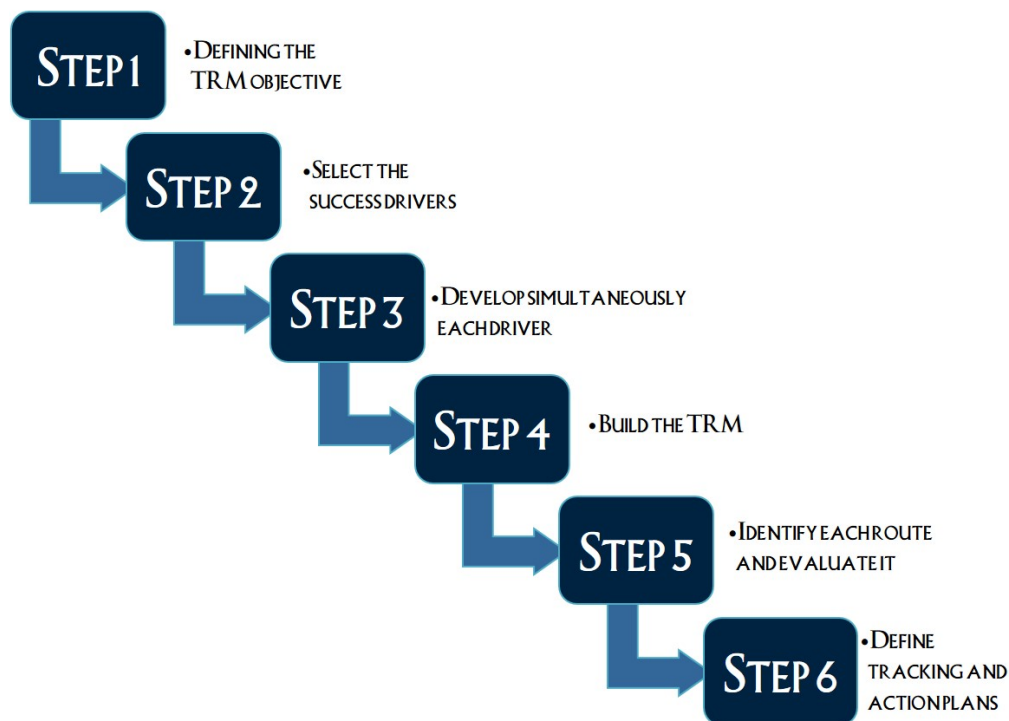 STEP 1
•DEFINING THE
TRM OBJECTIVE
STEP 2
•SELECT THE
SUCCESS DRIVERS
STEP 3
•DEVELOP SIMULTANEOUSLY
EACH DRIVER
STEP 4
•BUILD THE TRM
STEP 5
•IDENTIFY EACH ROUTE
AND EVALUATE IT
STEP 6
•DEFINE
TRACKING AND
ACTION PLANS